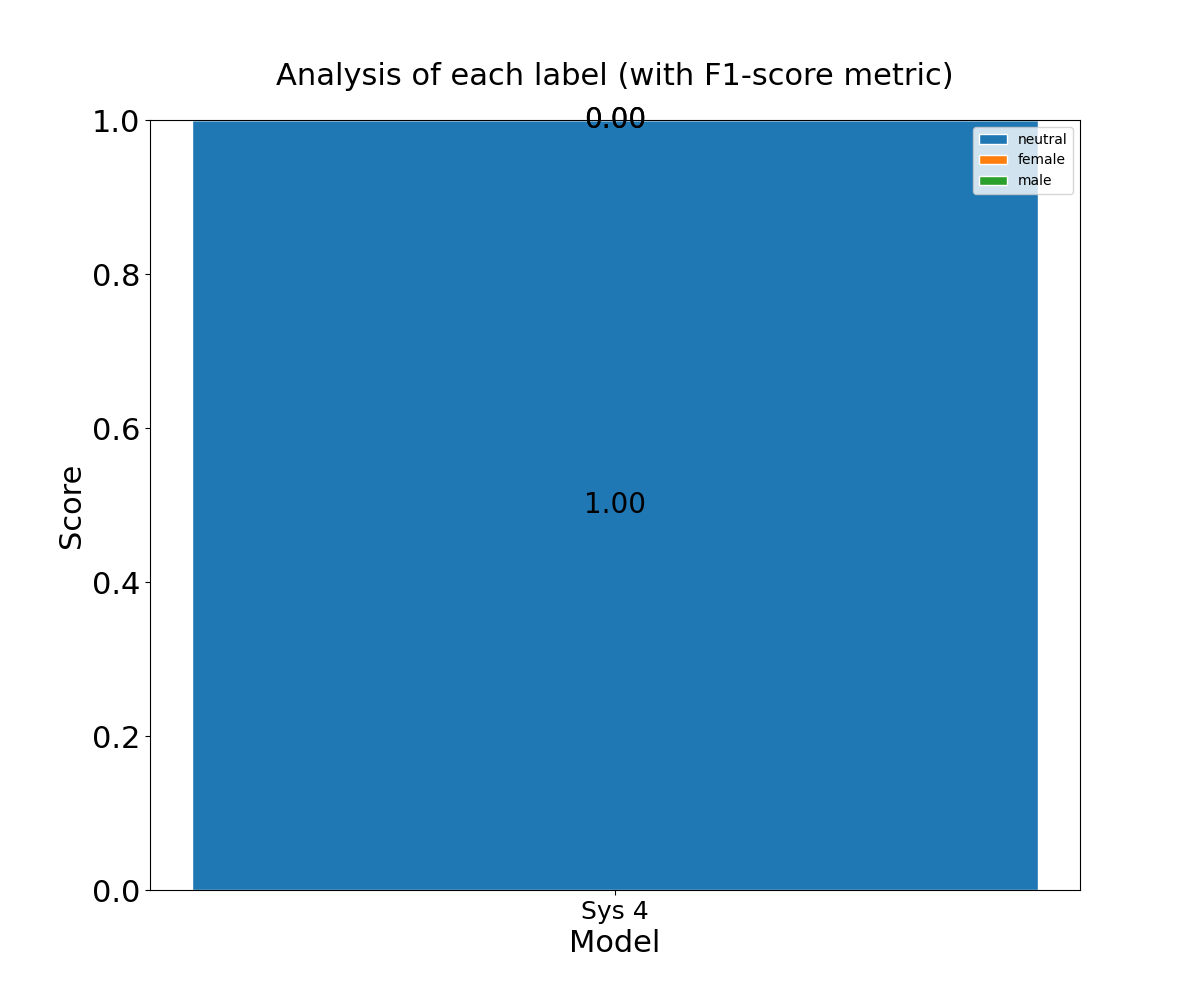 Analysis of each label (with F1-score metric)
0.00
1.0
neutral
female
male
0.8
0.6
1.00
Score
0.4
0.2
0.0
Sys 4
Model